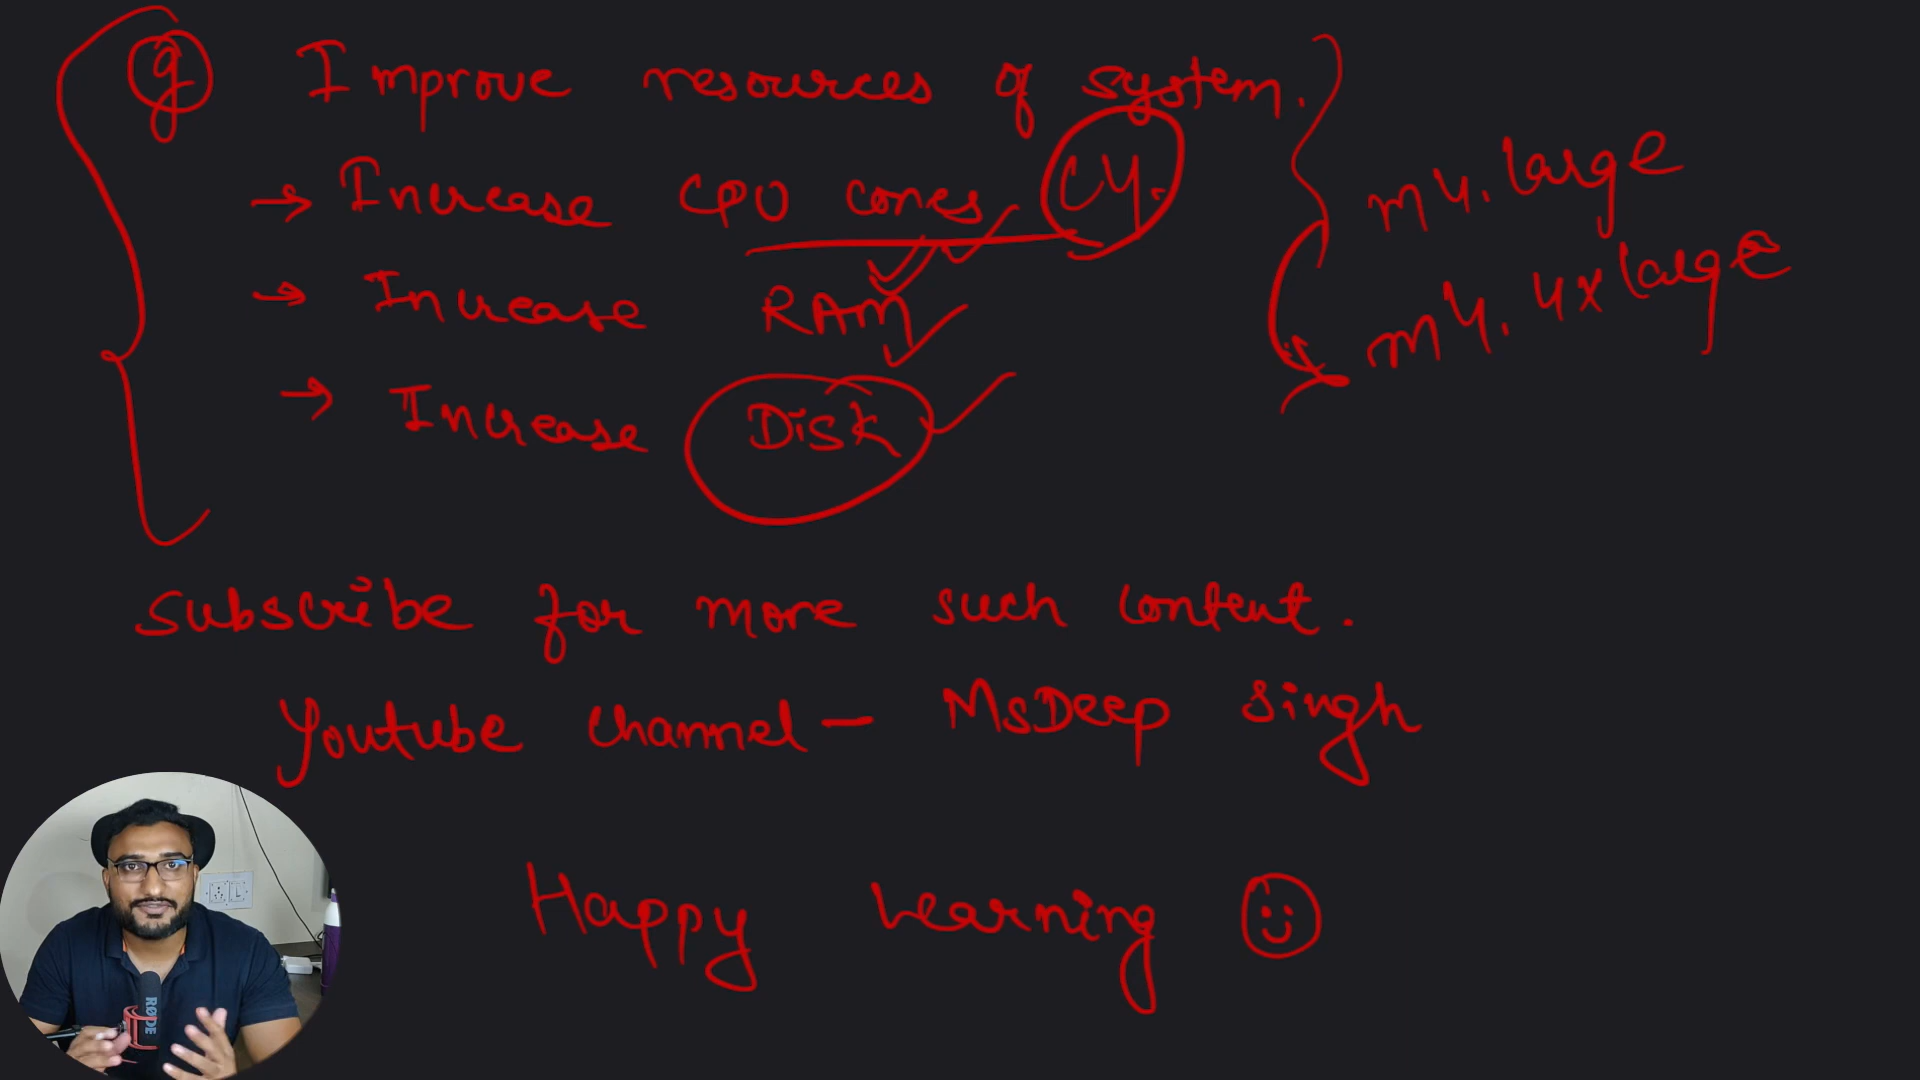 g Improve resources of system.
→ Increase CPU cores C4.
→ Increase RAM
→ Increase Disk
m4.large
m4.4xlarge
Subscribe for more such content.
Youtube channel – MsDeep Singh
Happy Learning
RØDE